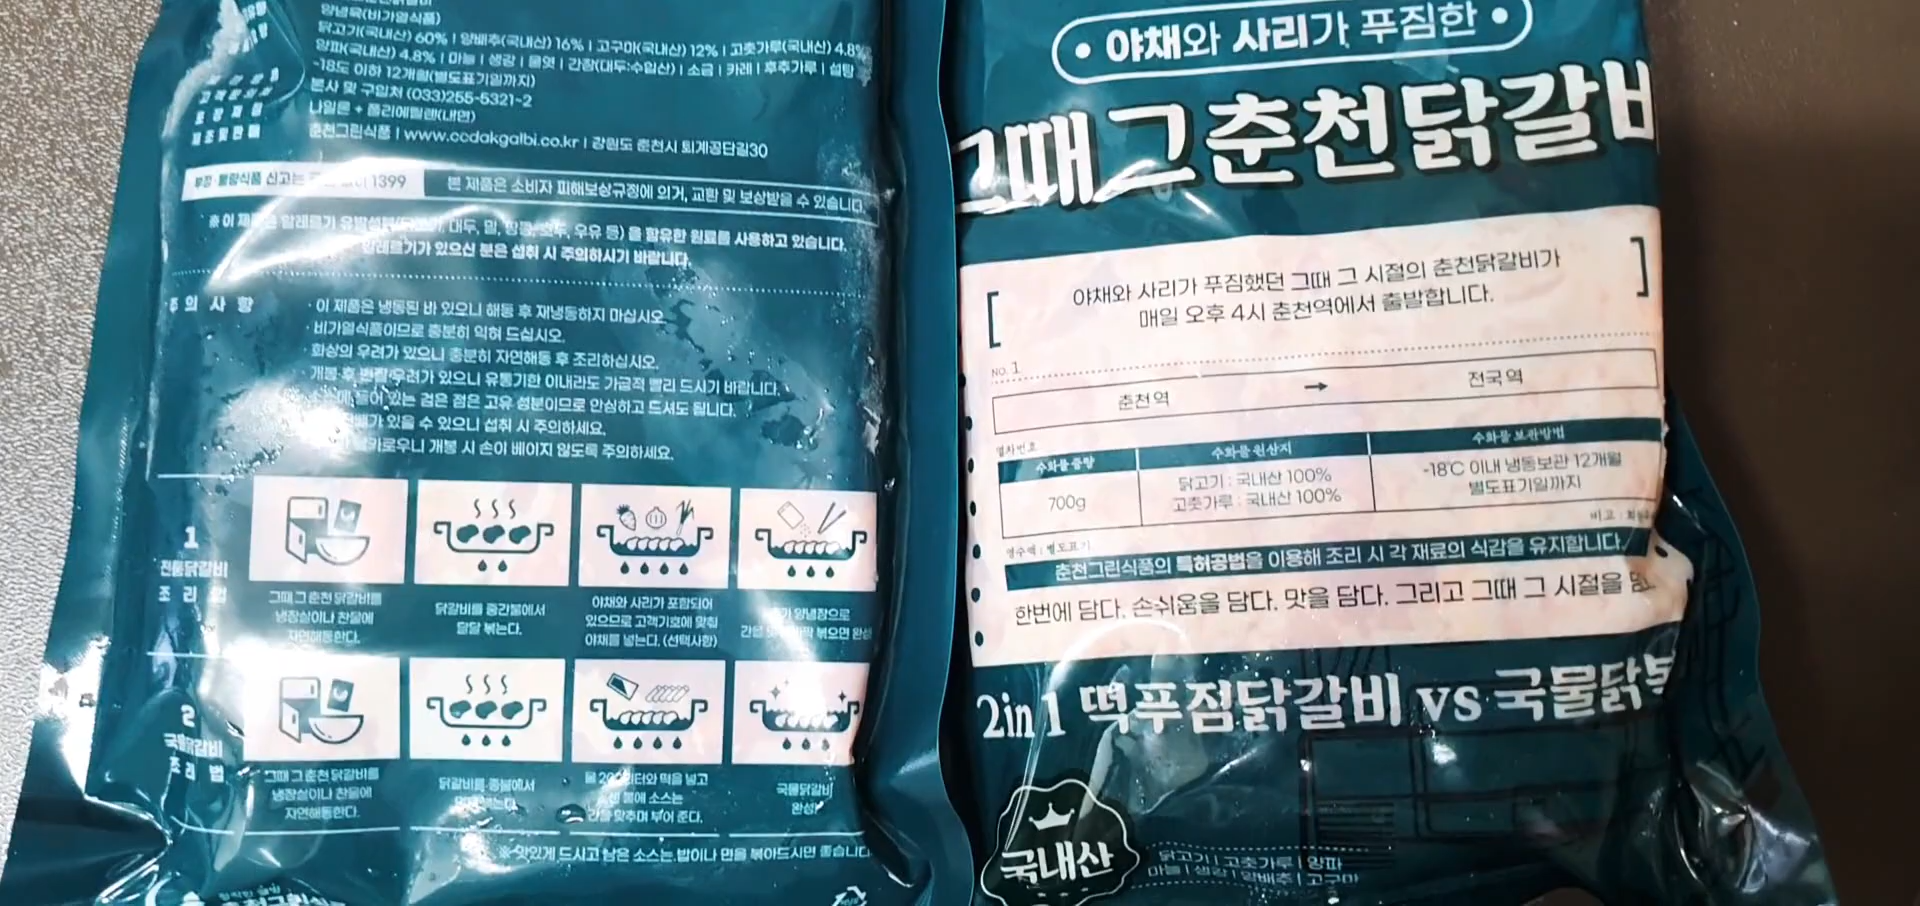 양념육(비가열식품)
닭고기(국내산) 60% | 양배추(국내산) 16% | 고구마(국내산) 12% | 고춧가루(국내산) 4.8%
양파(국내산) 4.8% | 마늘 | 생강 | 물엿 | 간장(대두:수입산) | 소금 | 카레 | 후추가루 | 설탕
-18도 이하 12개월(별도표기일까지)
본사 및 구입처 (033)255-5321~2
나일론 + 폴리에틸렌(내면)
춘천그린식품 | www.ccdakgalbi.co.kr | 강원도 춘천시 퇴계공단길30
부정·불량식품 신고는 1399
본 제품은 소비자 피해보상규정에 의거, 교환 및 보상받을 수 있습니다.
※ 이 제품은 알레르기 유발성분 대두, 밀, 우유 등) 을 함유한 원료를 사용하고 있습니다.
알레르기가 있으신 분은 섭취 시 주의하시기 바랍니다.
주의사항
· 이 제품은 냉동된 바 있으니 해동 후 재냉동하지 마십시오.
· 비가열식품이므로 충분히 익혀 드십시오.
· 화상의 우려가 있으니 충분히 자연해동 후 조리하십시오.
· 개봉 후 변질우려가 있으니 유통기한 이내라도 가급적 빨리 드시기 바랍니다.
들어 있는 검은 점은 고유 성분이므로 안심하고 드셔도 됩니다.
있을 수 있으니 섭취 시 주의하세요.
날카로우니 개봉 시 손이 베이지 않도록 주의하세요.
1
전통닭갈비
조리법
그때 그 춘천 닭갈비를
냉장실이나 찬물에
자연해동한다.
닭갈비를 중간불에서
달달 볶는다.
야채와 사리가 포함되어
있으므로 고객기호에 맞춰
야채를 넣는다. (선택사항)
양념장으로
볶으면 완성
2
국물닭갈비
조리법
그때 그 춘천 닭갈비를
냉장실이나 찬물에
자연해동한다.
닭갈비를 중불에서
떡을 넣고
소스는
간을 맞추며 부어 준다.
국물닭갈비
완성!
※ 맛있게 드시고 남은 소스는 밥이나 면을 볶아드시면 좋습니다.
• 야채와 사리가 푸짐한 •
그때 그 춘천닭갈비
[ 야채와 사리가 푸짐했던 그때 그 시절의 춘천닭갈비가
매일 오후 4시 춘천역에서 출발합니다. ]
NO. 1
춘천역 → 전국역
열차번호
수화물 중량 수화물 원산지 수화물 보관방법
700g
닭고기 : 국내산 100%
고춧가루 : 국내산 100%
-18℃ 이내 냉동보관 12개월
별도표기일까지
비고 :
영수액 : 별도표기
춘천그린식품의 특허공법을 이용해 조리 시 각 재료의 식감을 유지합니다.
한번에 담다. 손쉬움을 담다. 맛을 담다. 그리고 그때 그 시절을
2in1 떡푸점닭갈비 vs 국물닭
국내산
닭고기 | 고춧가루 | 양파
마늘 | 생강 | 양배추 | 고구마